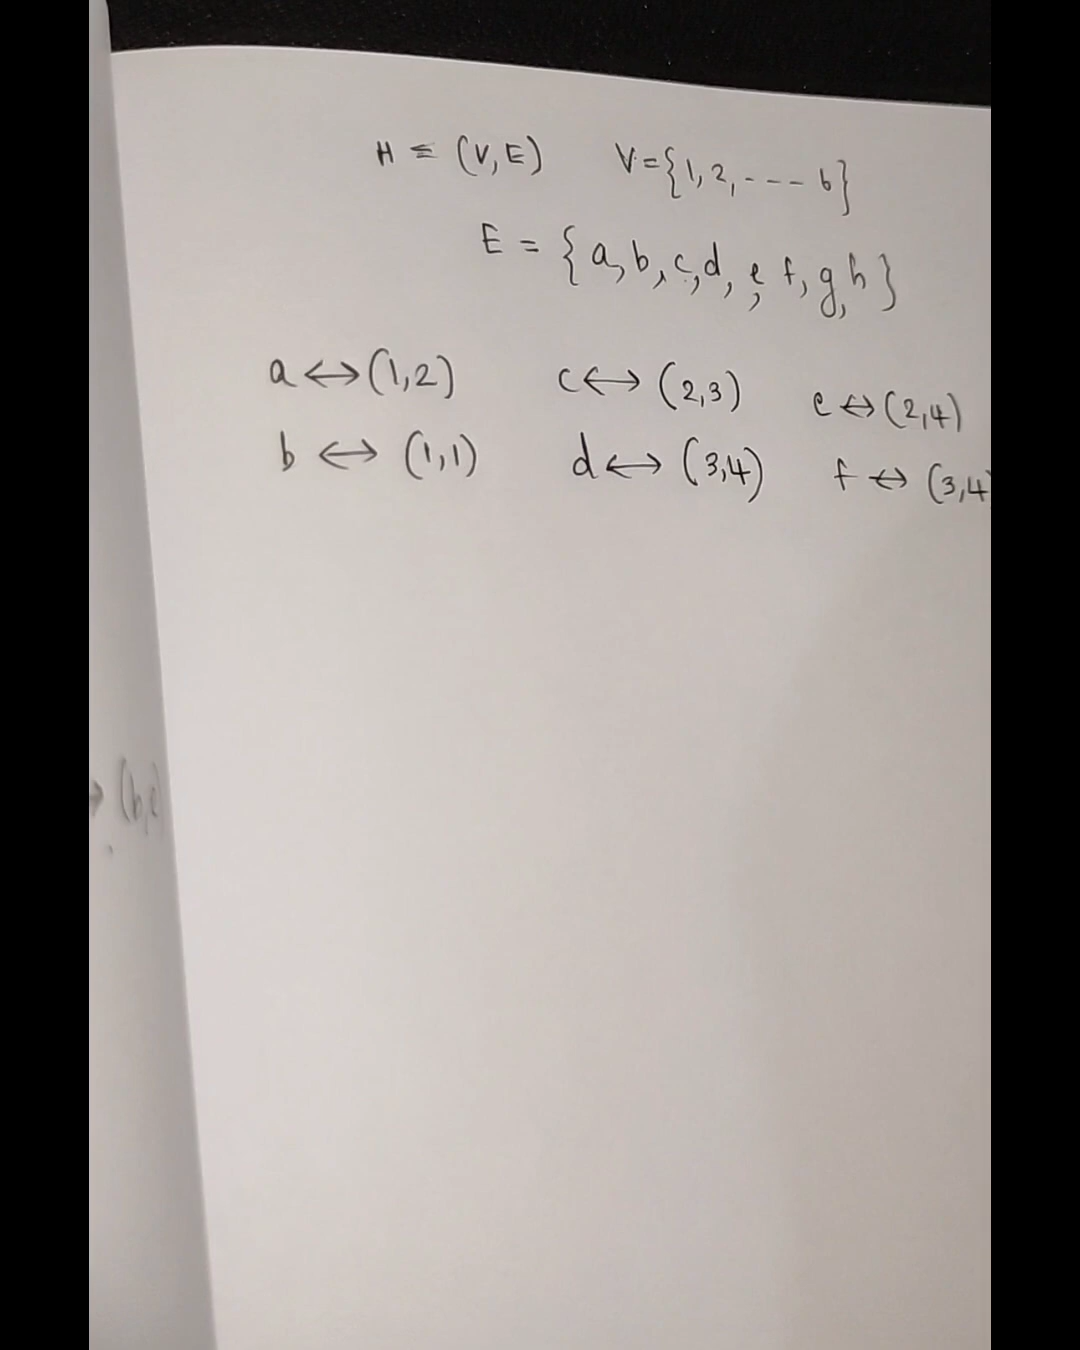 H = (V, E) V = {1, 2, ---- 6}
E = {a, b, c, d, e, f, g, h}
a ↔ (1,2) c ↔ (2,3) e ↔ (2,4)
b ↔ (1,1) d ↔ (3,4) f ↔ (3,4)
→ (b,e)